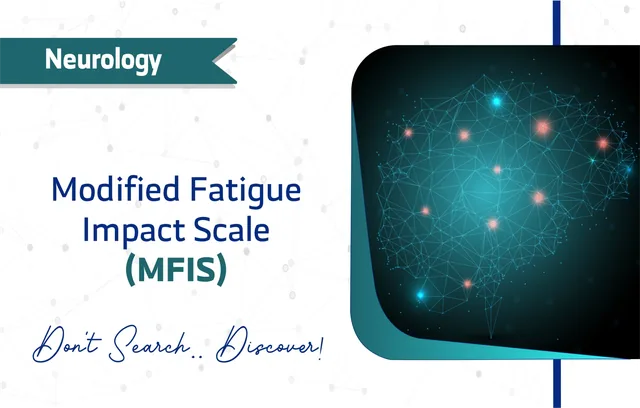 Neurology
Modified Fatigue
Impact Scale
(MFIS)
Don't Search.. Discover!